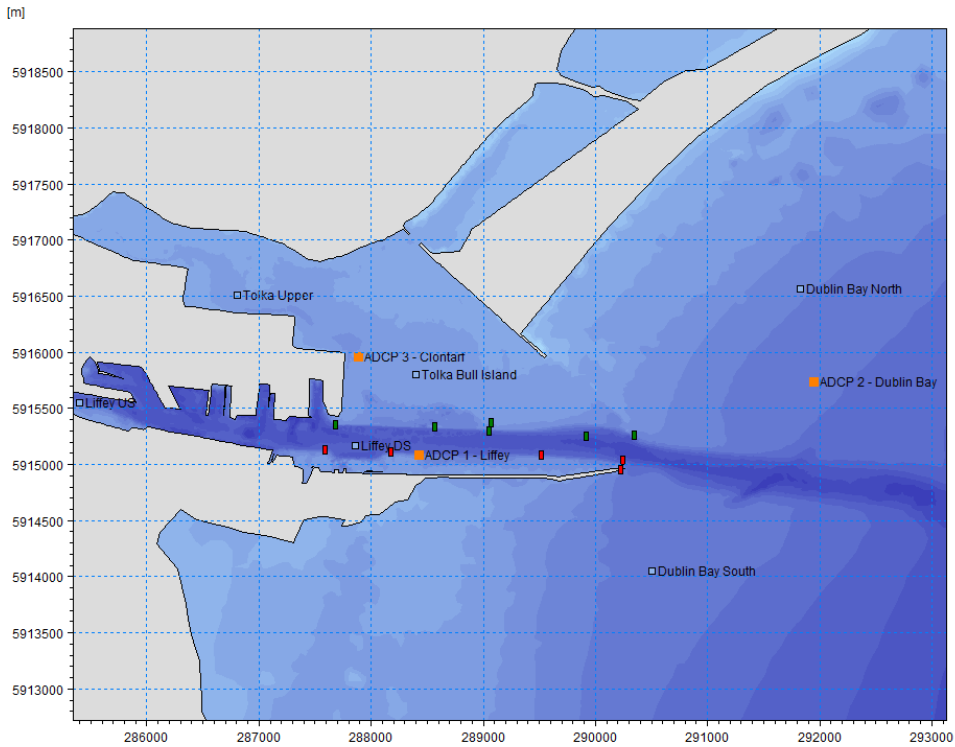 [m]
5918500
5918000
5917500
5917000
5916500
5916000
5915500
5915000
5914500
5914000
5913500
5913000
Tolka Upper
Dublin Bay North
ADCP 3 - Clontarf
Tolka Bull Island
ADCP 2 - Dublin Bay
Liffey US
Liffey DS
ADCP 1 - Liffey
Dublin Bay South
286000 287000 288000 289000 290000 291000 292000 293000